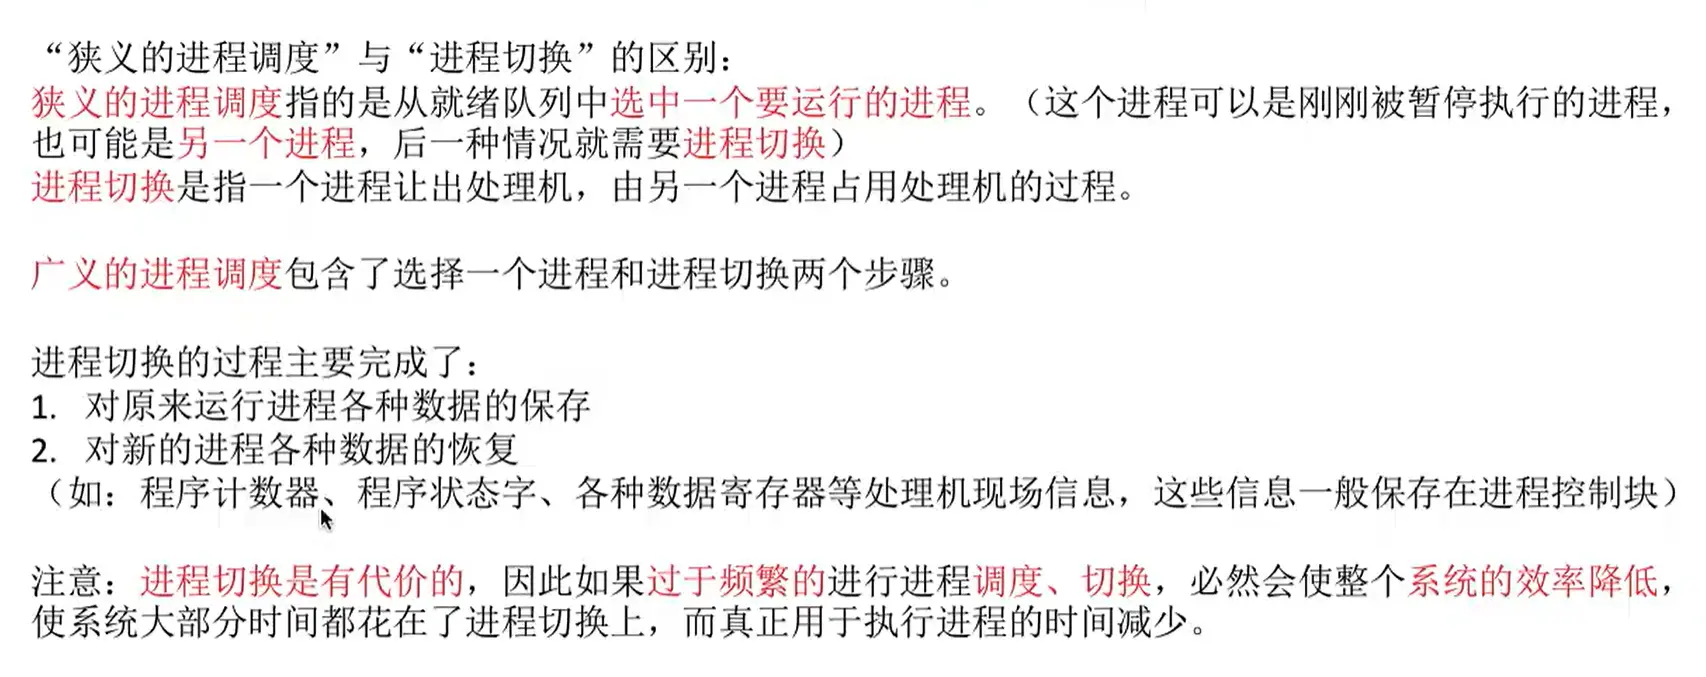 “狭义的进程调度”与“进程切换”的区别：
狭义的进程调度指的是从就绪队列中选中一个要运行的进程。（这个进程可以是刚刚被暂停执行的进程，
也可能是另一个进程，后一种情况就需要进程切换）
进程切换是指一个进程让出处理机，由另一个进程占用处理机的过程。
广义的进程调度包含了选择一个进程和进程切换两个步骤。
进程切换的过程主要完成了：
1. 对原来运行进程各种数据的保存
2. 对新的进程各种数据的恢复
（如：程序计数器、程序状态字、各种数据寄存器等处理机现场信息，这些信息一般保存在进程控制块）
注意：进程切换是有代价的，因此如果过于频繁的进行进程调度、切换，必然会使整个系统的效率降低，
使系统大部分时间都花在了进程切换上，而真正用于执行进程的时间减少。